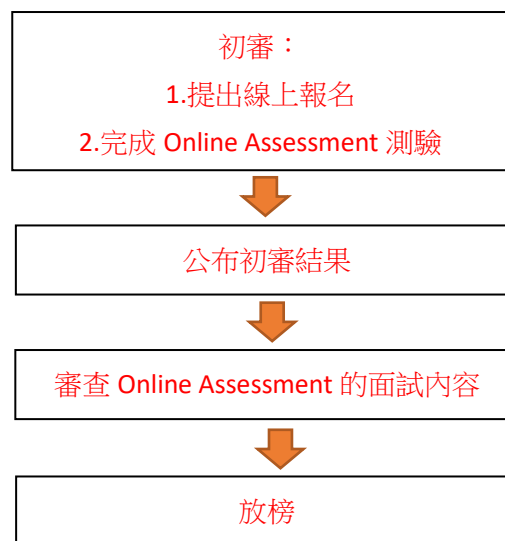 初審：
1.提出線上報名
2.完成 Online Assessment 測驗
公布初審結果
審查 Online Assessment 的面試內容
放榜